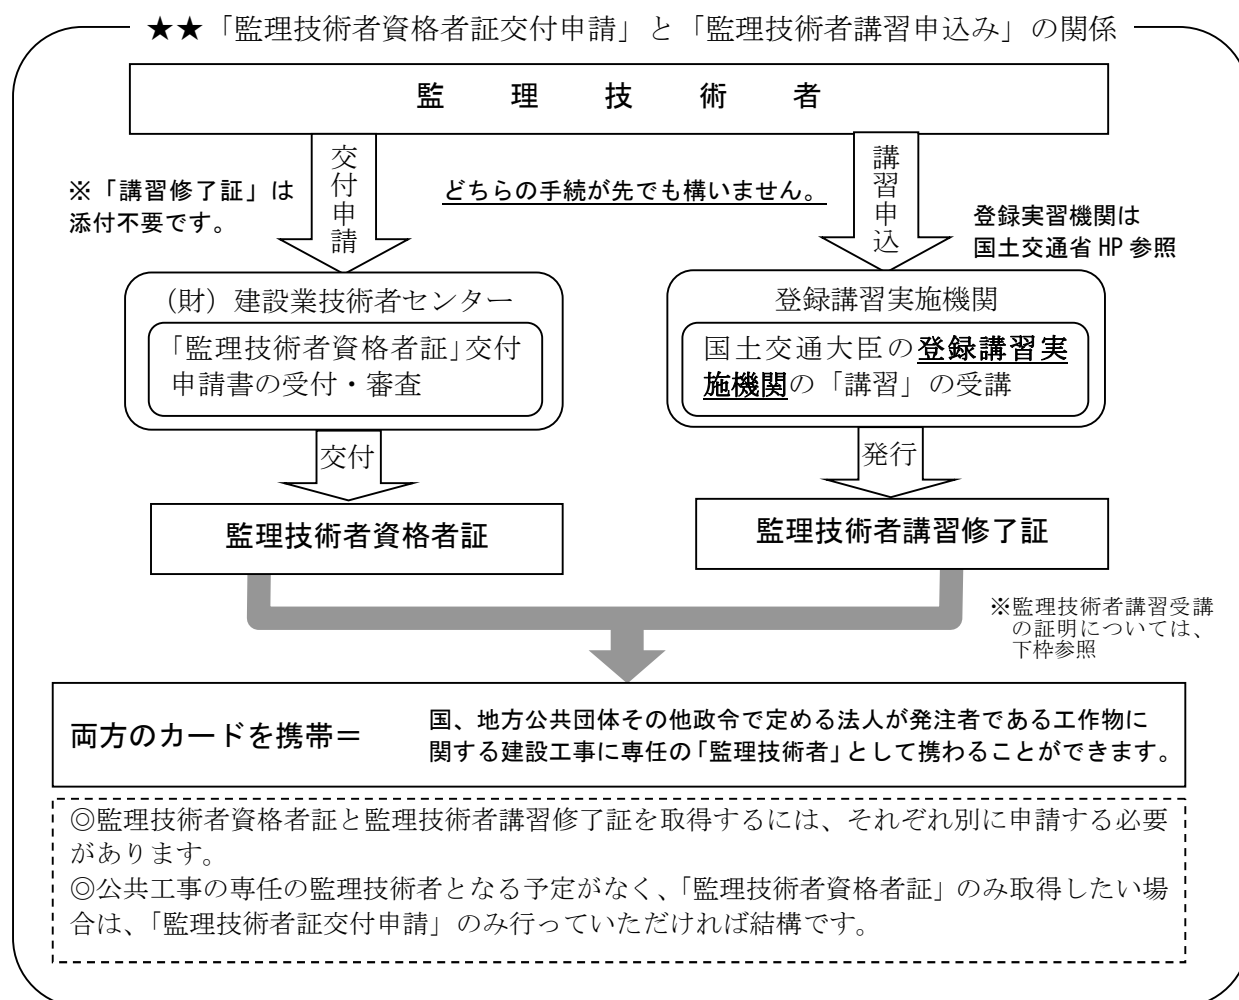 ★★「監理技術者資格者証交付申請」と「監理技術者講習申込み」の関係
監理技術者
交付申請
講習申込
※「講習修了証」は
添付不要です。
どちらの手続が先でも構いません。
登録実習機関は
国土交通省 HP 参照
(財)建設業技術者センター
「監理技術者資格者証」交付
申請書の受付・審査
登録講習実施機関
国土交通大臣の登録講習実
施機関の「講習」の受講
交付
発行
監理技術者資格者証
監理技術者講習修了証
※監理技術者講習受講
の証明については、
下枠参照
両方のカードを携帯＝
国、地方公共団体その他政令で定める法人が発注者である工作物に
関する建設工事に専任の「監理技術者」として携わることができます。
◎監理技術者資格者証と監理技術者講習修了証を取得するには、それぞれ別に申請する必要
があります。
◎公共工事の専任の監理技術者となる予定がなく、「監理技術者資格者証」のみ取得したい場
合は、「監理技術者証交付申請」のみ行っていただければ結構です。